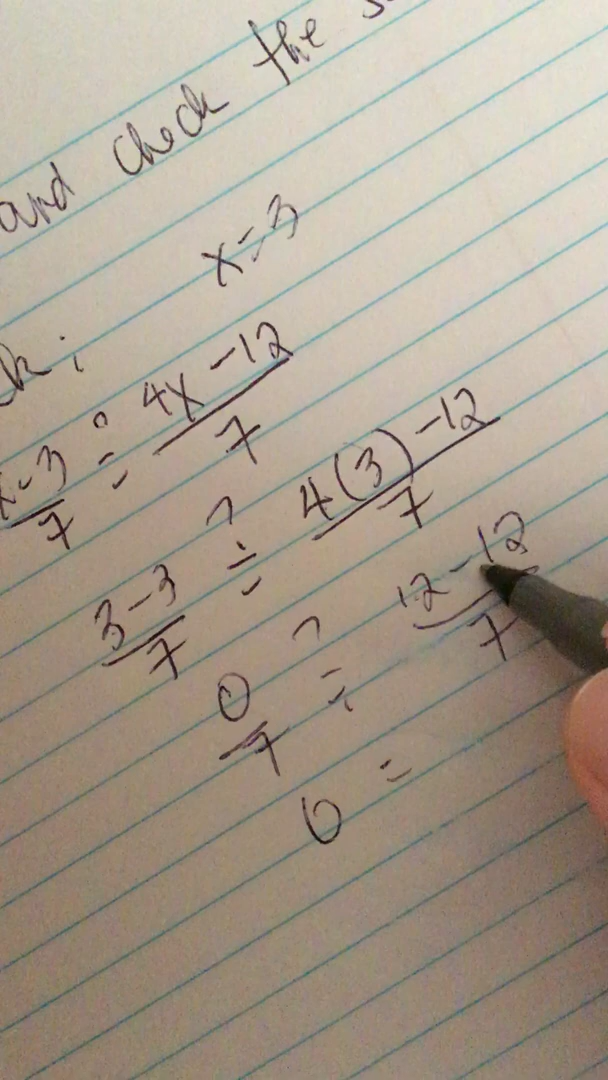 and check the s
x=3
k:
x-3/7 ≟ 4x-12/7
3-3/7 ≟ 4(3)-12/7
0/7 ≟ 12-12/7
0 =